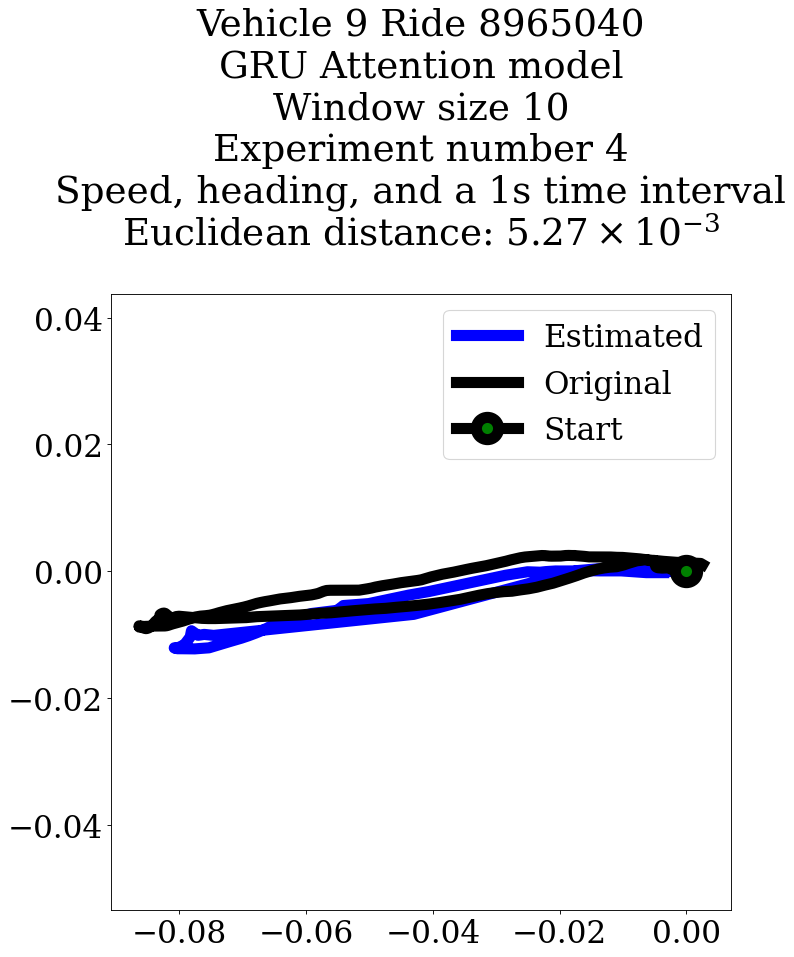 Vehicle 9 Ride 8965040
GRU Attention model
Window size 10
Experiment number 4
Speed, heading, and a 1s time interval
Euclidean distance: 5.27 × 10⁻³
Estimated
Original
Start
0.04
0.02
0.00
−0.02
−0.04
−0.08 −0.06 −0.04 −0.02 0.00